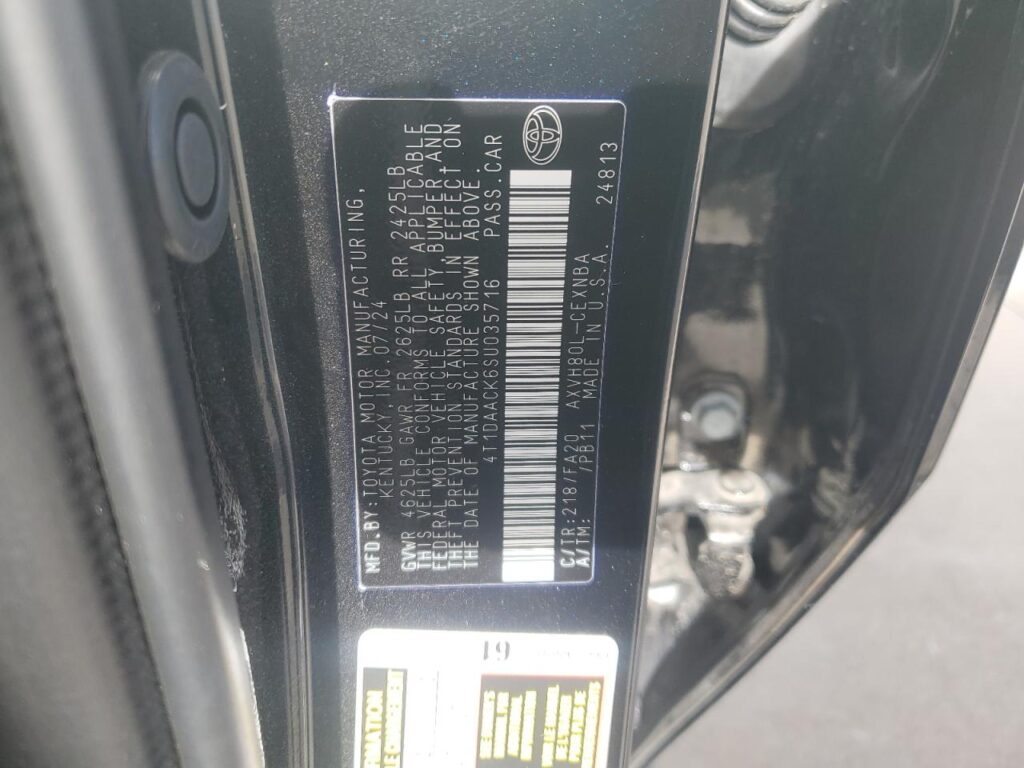 MFD.BY:TOYOTA MOTOR MANUFACTURING,
KENTUCKY, INC. 07/24
GVWR 4625LB GAWR FR 2625LB RR 2425LB
THIS VEHICLE CONFORMS TO ALL APPLICABLE
FEDERAL MOTOR VEHICLE SAFETY,BUMPER AND
THEFT PREVENTION STANDARDS IN EFFECT ON
THE DATE OF MANUFACTURE SHOWN ABOVE.
4T1DAACK6SU035716 PASS.CAR
C/TR:218/FA20 AXVH80L-CEXNBA
A/TM: /PB11 MADE IN U.S.A. 24813